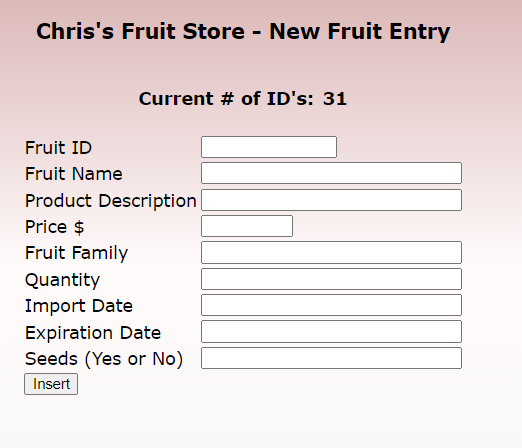 Chris's Fruit Store - New Fruit Entry
Current # of ID's: 31
Fruit ID
Fruit Name
Product Description
Price $
Fruit Family
Quantity
Import Date
Expiration Date
Seeds (Yes or No)
Insert